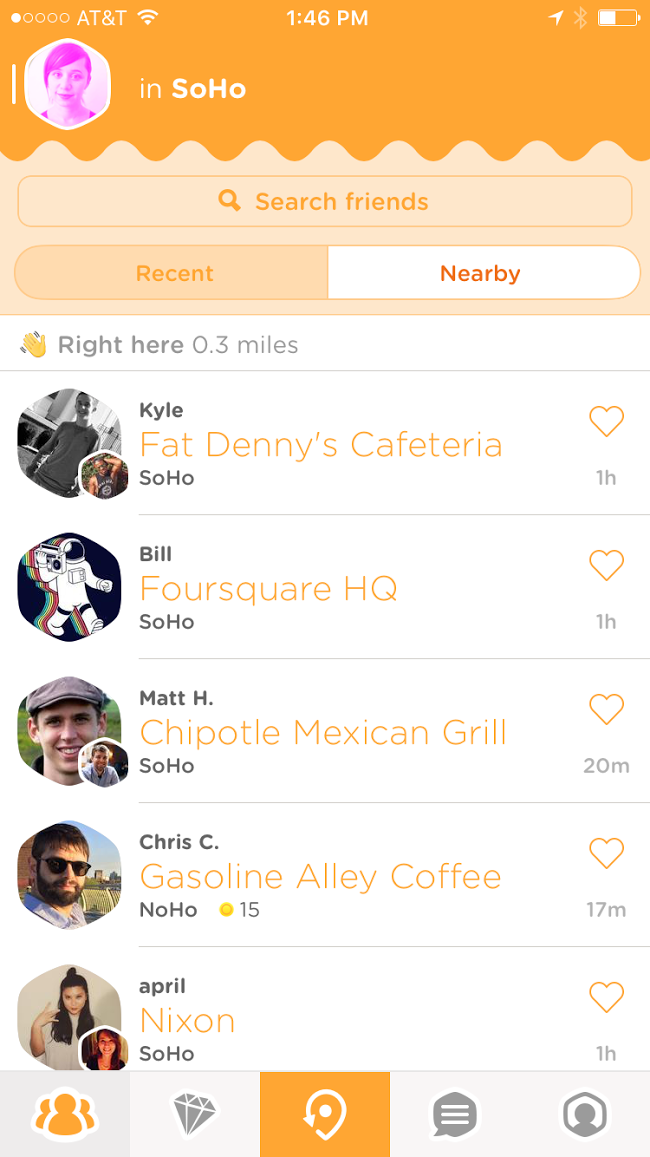 AT&T 1:46 PM
in SoHo
Search friends
Recent Nearby
Right here 0.3 miles
Kyle
Fat Denny's Cafeteria
SoHo 1h
Bill
Foursquare HQ
SoHo 1h
Matt H.
Chipotle Mexican Grill
SoHo 20m
Chris C.
Gasoline Alley Coffee
NoHo 15 17m
april
Nixon
SoHo 1h